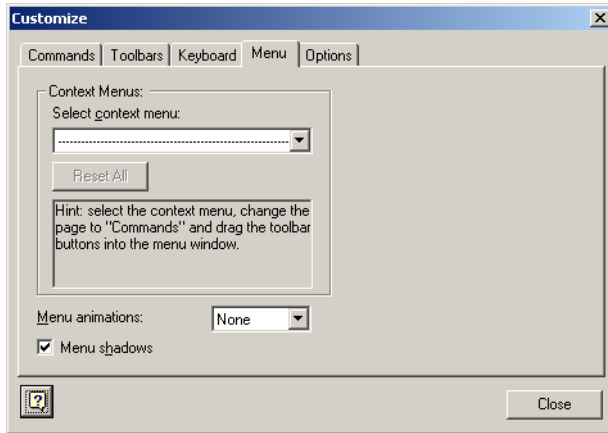 Customize
Commands Toolbars Keyboard Menu Options
Context Menus:
Select context menu:
---------------------------------------------------------
Reset All
Hint: select the context menu, change the
page to "Commands" and drag the toolbar
buttons into the menu window.
Menu animations: None
Menu shadows
Close